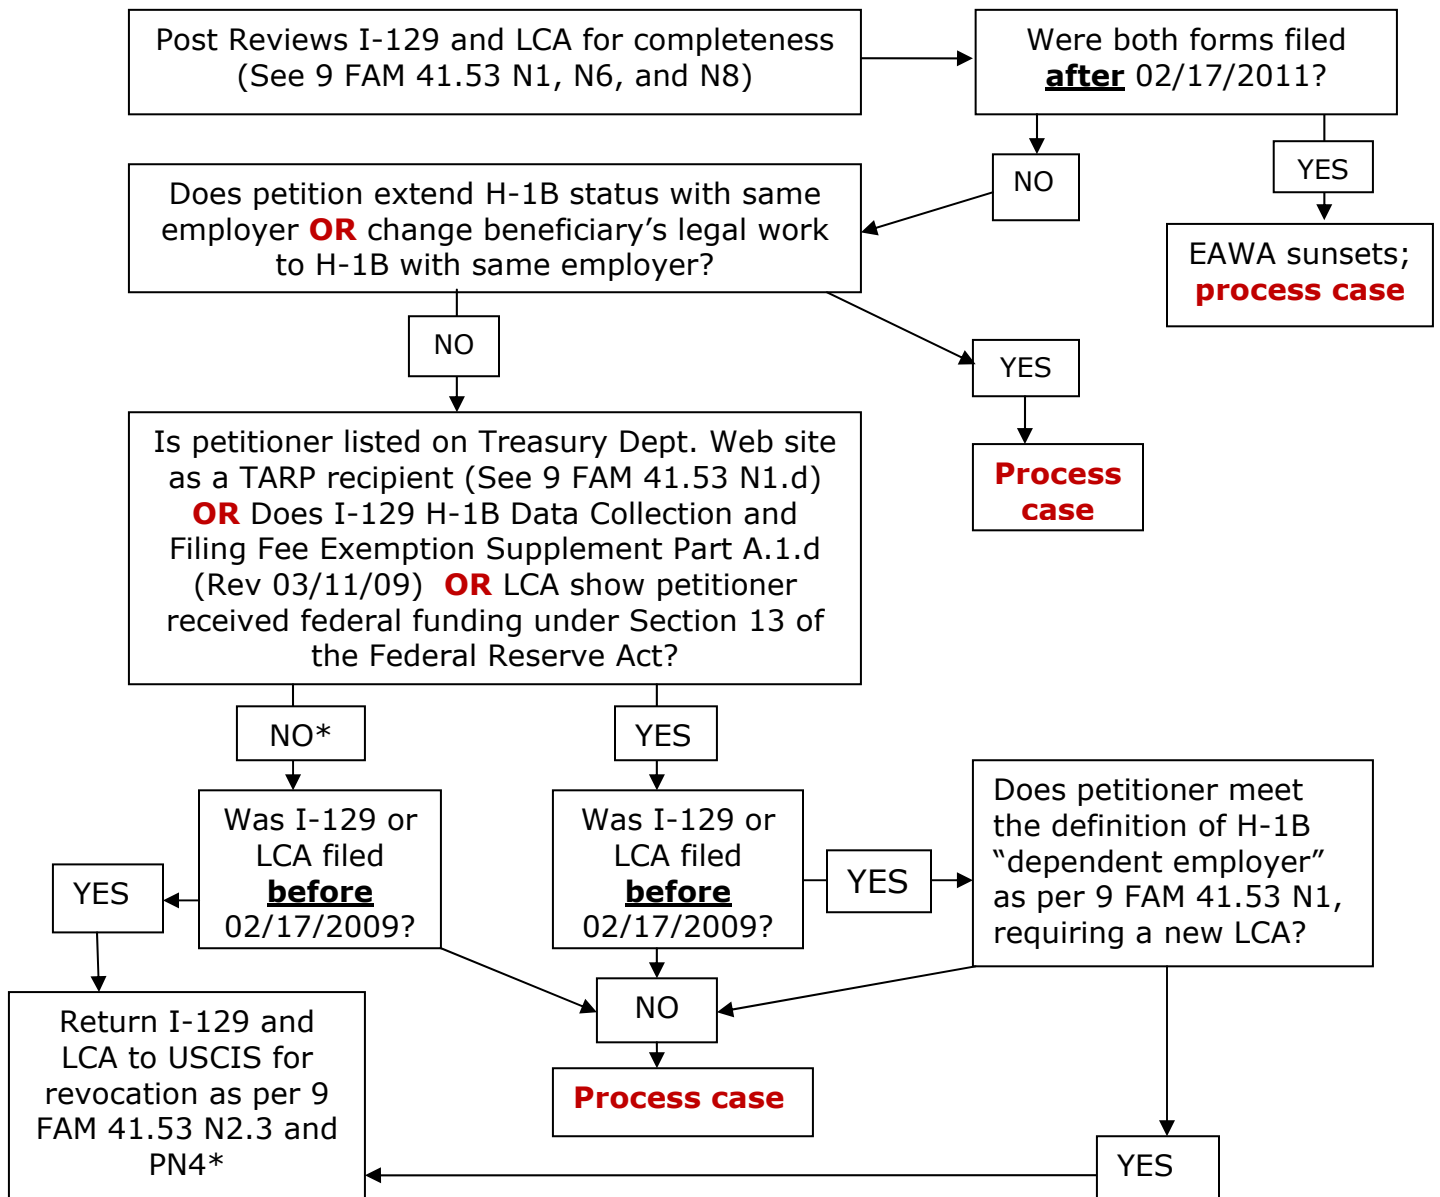 Post Reviews I-129 and LCA for completeness
(See 9 FAM 41.53 N1, N6, and N8)
Were both forms filed
after 02/17/2011?
NO
YES
Does petition extend H-1B status with same
employer OR change beneficiary’s legal work
to H-1B with same employer?
EAWA sunsets;
process case
NO
YES
Process
case
Is petitioner listed on Treasury Dept. Web site
as a TARP recipient (See 9 FAM 41.53 N1.d)
OR Does I-129 H-1B Data Collection and
Filing Fee Exemption Supplement Part A.1.d
(Rev 03/11/09) OR LCA show petitioner
received federal funding under Section 13 of
the Federal Reserve Act?
NO*
YES
Was I-129 or
LCA filed
before
02/17/2009?
YES
Was I-129 or
LCA filed
before
02/17/2009?
YES
Does petitioner meet
the definition of H-1B
“dependent employer”
as per 9 FAM 41.53 N1,
requiring a new LCA?
NO
Process case
Return I-129 and
LCA to USCIS for
revocation as per 9
FAM 41.53 N2.3 and
PN4*
YES